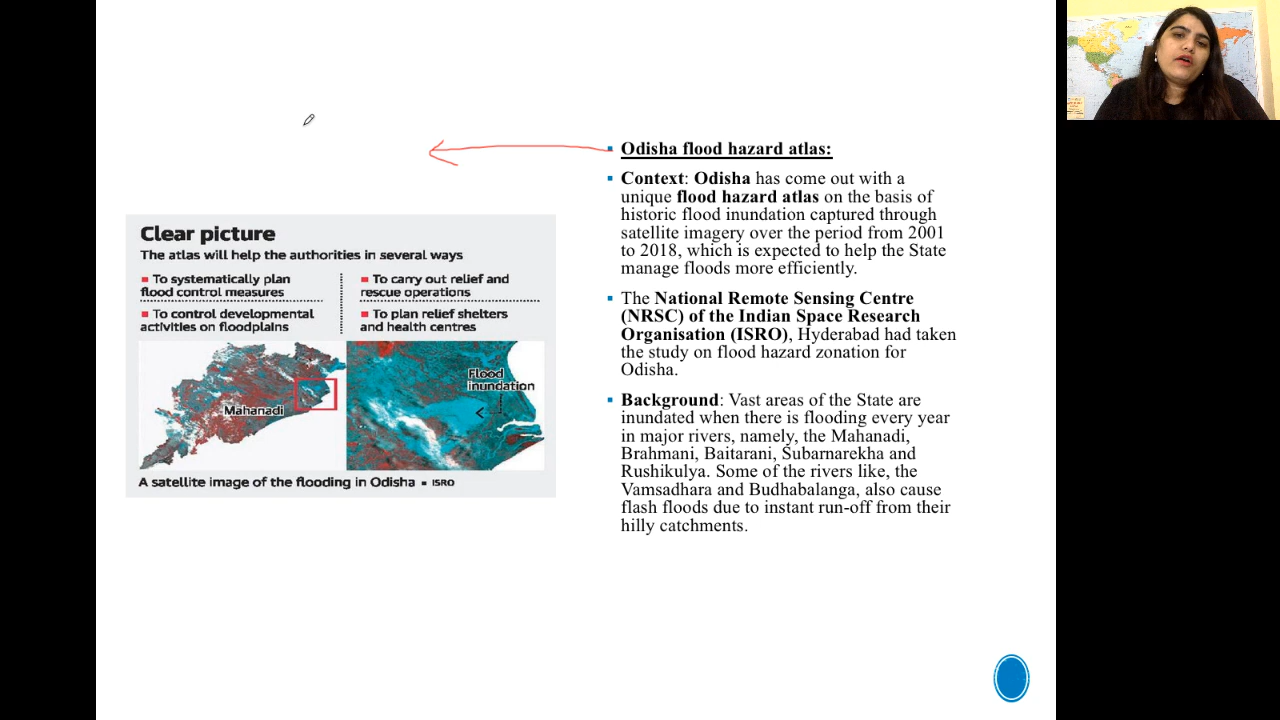 Odisha flood hazard atlas:
Context: Odisha has come out with a
unique flood hazard atlas on the basis of
historic flood inundation captured through
satellite imagery over the period from 2001
to 2018, which is expected to help the State
manage floods more efficiently.
The National Remote Sensing Centre
(NRSC) of the Indian Space Research
Organisation (ISRO), Hyderabad had taken
the study on flood hazard zonation for
Odisha.
Background: Vast areas of the State are
inundated when there is flooding every year
in major rivers, namely, the Mahanadi,
Brahmani, Baitarani, Subarnarekha and
Rushikulya. Some of the rivers like, the
Vamsadhara and Budhabalanga, also cause
flash floods due to instant run-off from their
hilly catchments.
Clear picture
The atlas will help the authorities in several ways
To systematically plan
flood control measures
To control developmental
activities on floodplains
To carry out relief and
rescue operations
To plan relief shelters
and health centres
Mahanadi
Flood
inundation
A satellite image of the flooding in Odisha ▪ ISRO